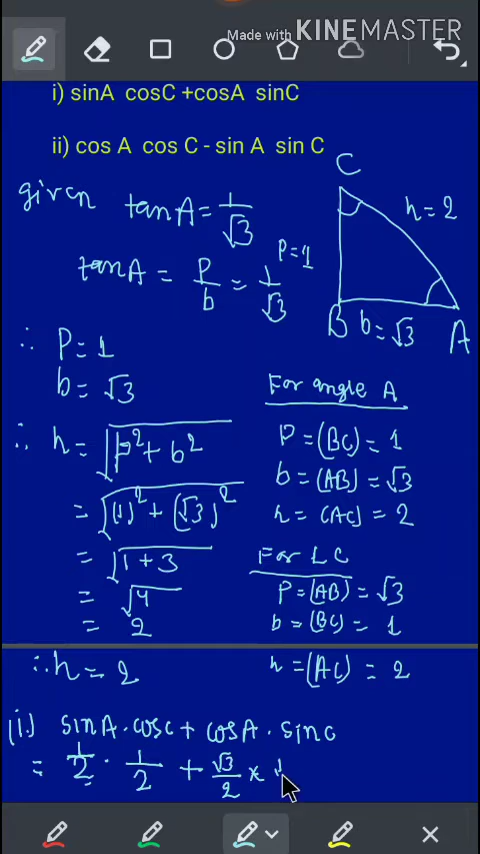 Made with KINEMASTER
i) sinA cosC +cosA sinC
ii) cos A cos C - sin A sin C
C
given tanA = 1/√3
h = 2
P = 1
tanA = P/b = 1/√3
B b = √3 A
∴ P = 1
b = √3
For angle A
∴ h = √P² + b²
P = (BC) = 1
= √(1)² + (√3)²
b = (AB) = √3
h = (AC) = 2
= √1 + 3
For ∠C
= √4
P = (AB) = √3
= 2
b = (BC) = 1
∴ h = 2
h = (AC) = 2
(i.) sinA · cosC + cosA · sinC
= 1/2 · 1/2 + √3/2 ×